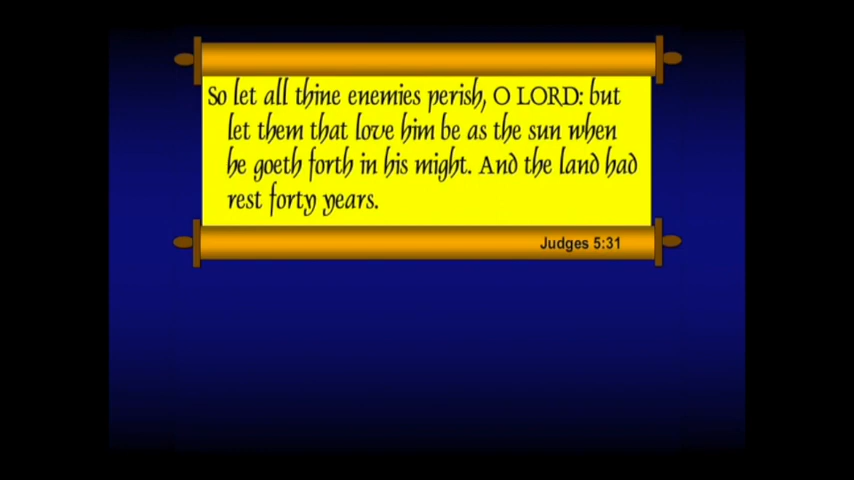 So let all thine enemies perish, O LORD: but
let them that love him be as the sun when
he goeth forth in his might. And the land had
rest forty years.
Judges 5:31